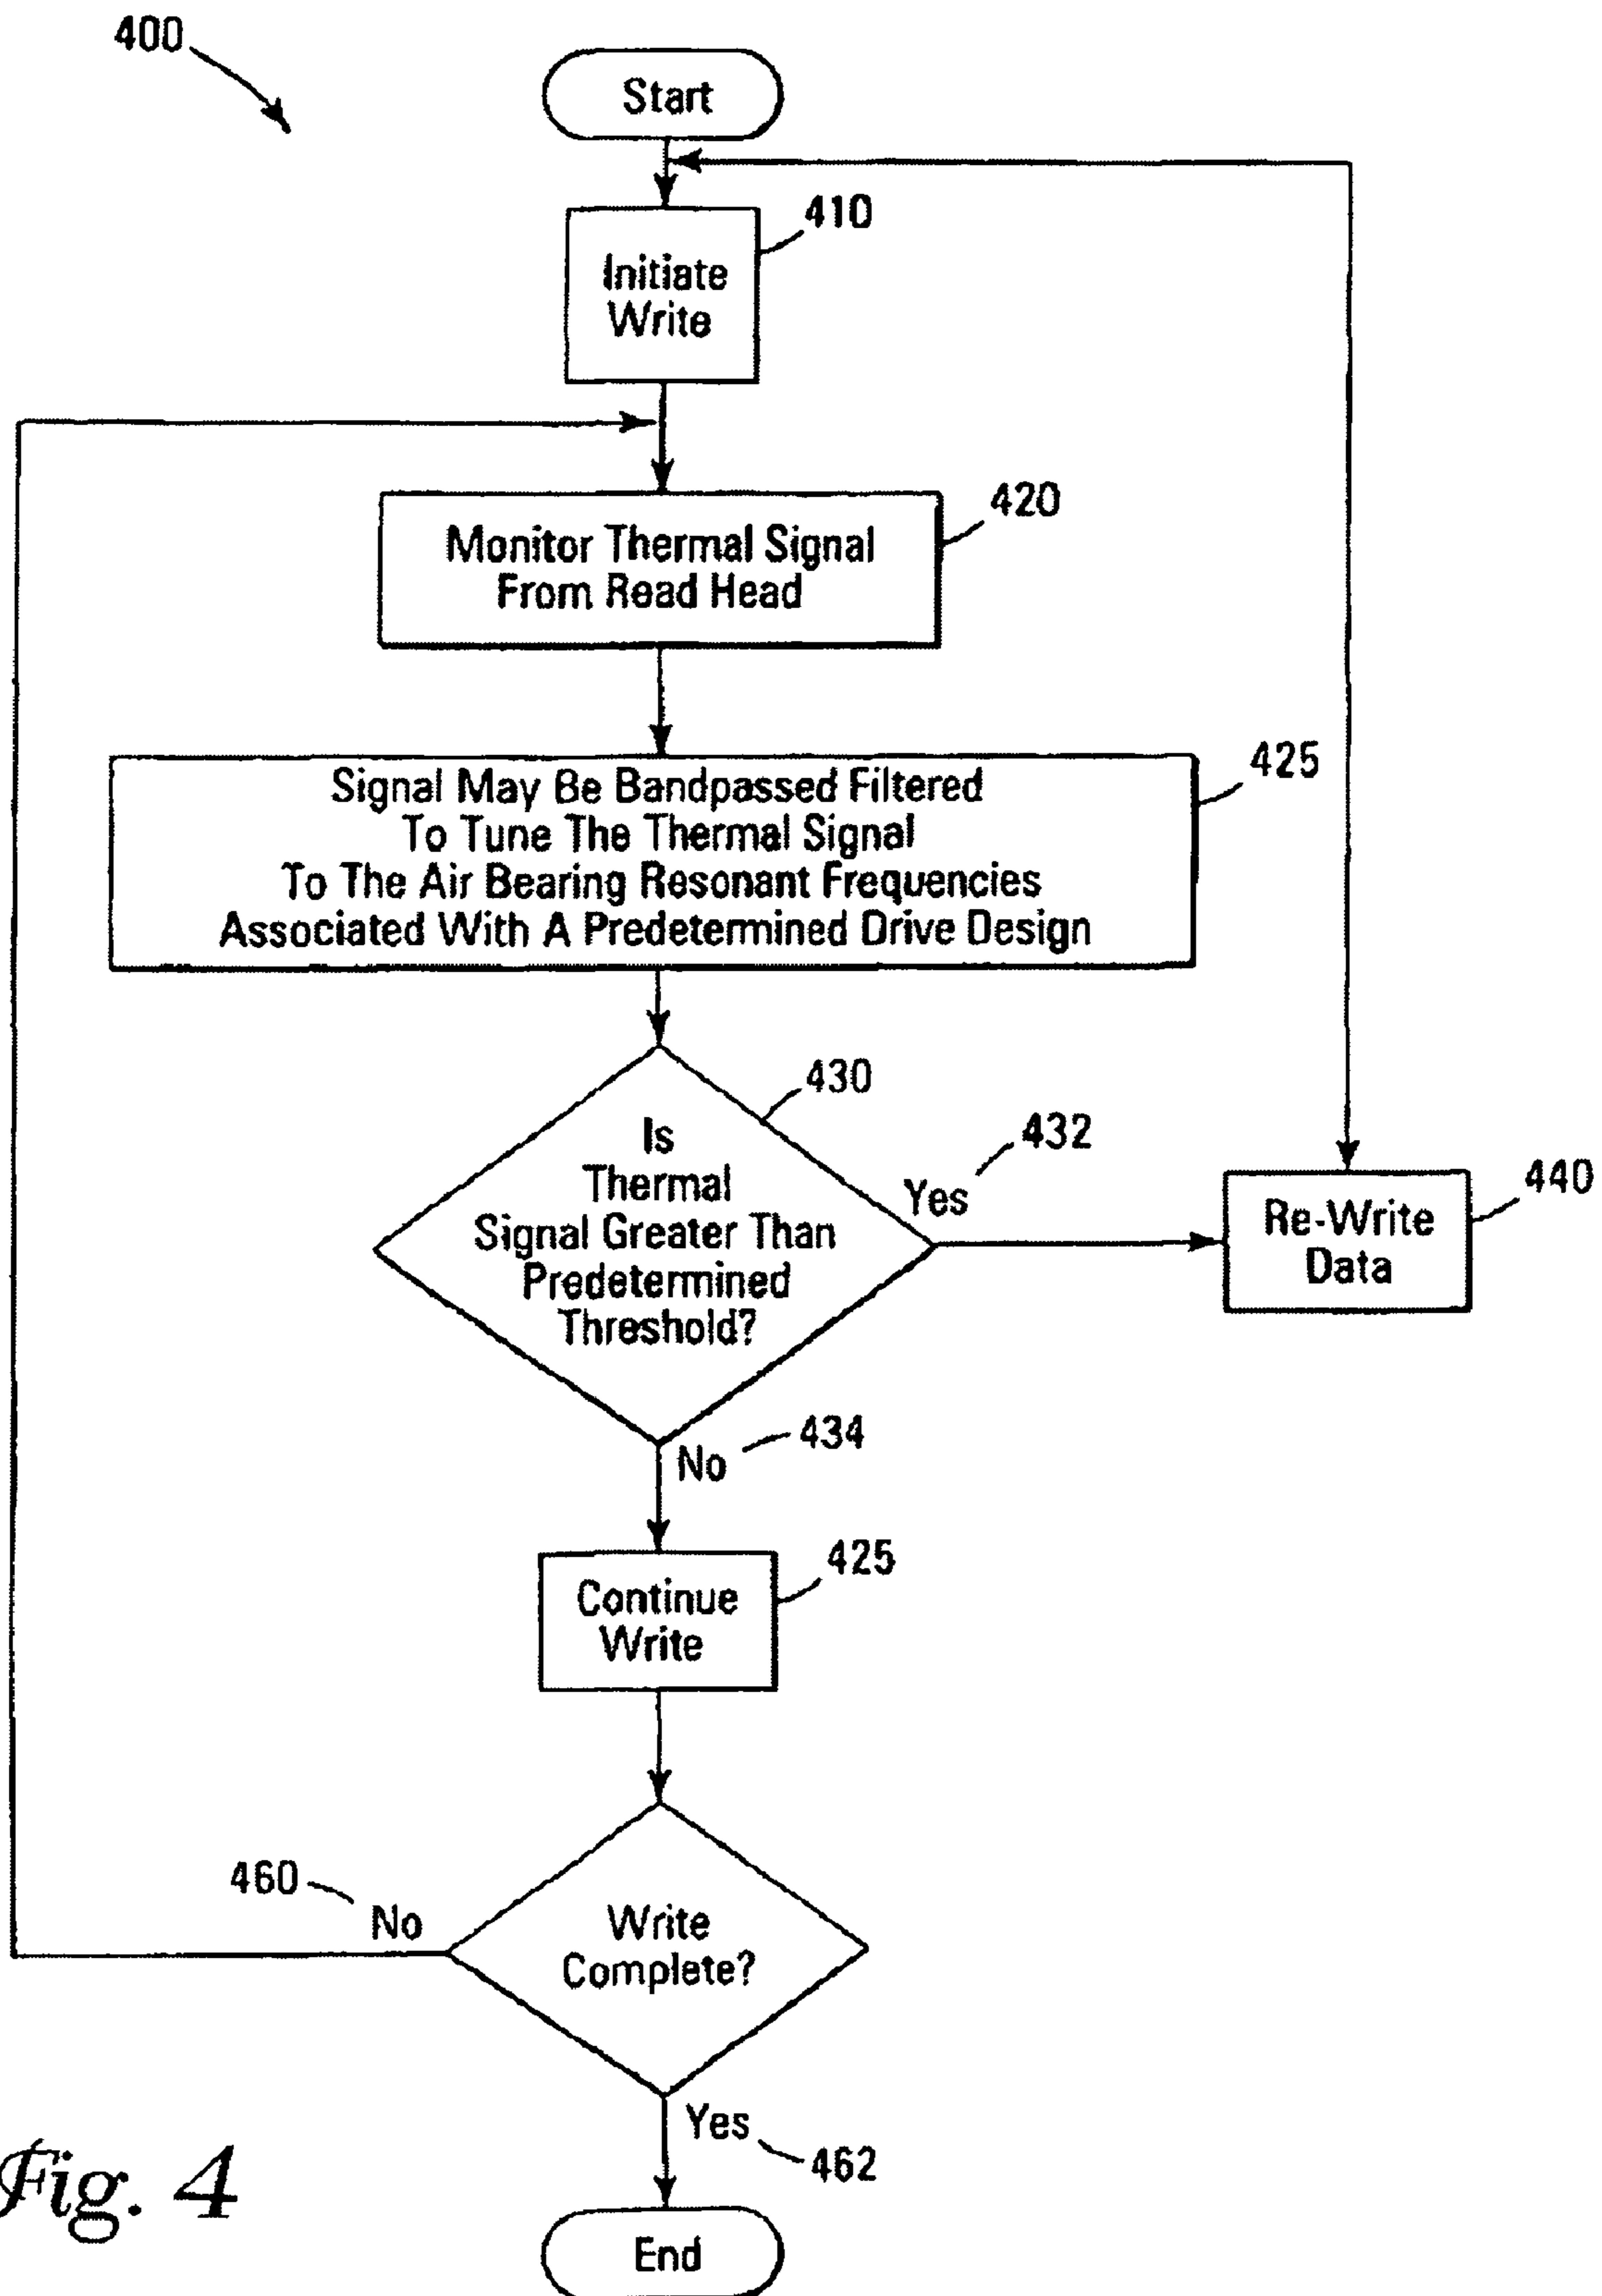 400
Start
410
Initiate
Write
420
Monitor Thermal Signal
From Read Head
425
Signal May Be Bandpassed Filtered
To Tune The Thermal Signal
To The Air Bearing Resonant Frequencies
Associated With A Predetermined Drive Design
430
Is
Thermal
Signal Greater Than
Predetermined
Threshold?
432
Yes
440
Re-Write
Data
434
No
425
Continue
Write
460
No
Write
Complete?
Yes
462
End
Fig. 4